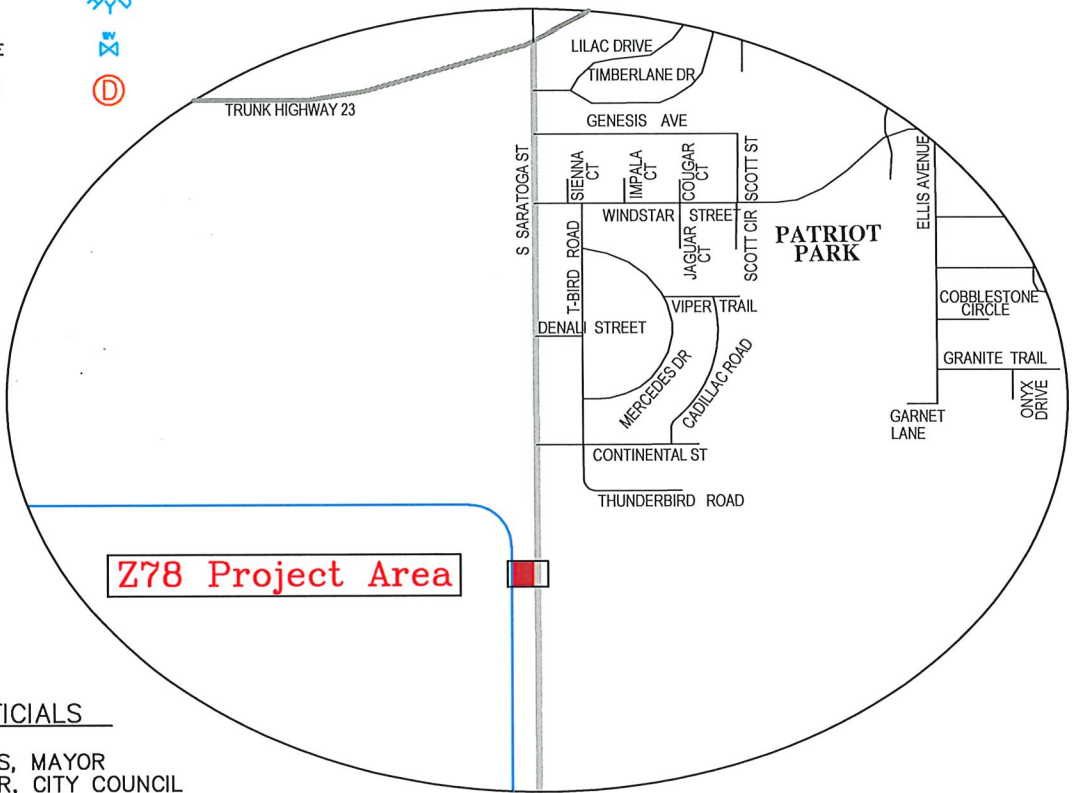 WV
E
D
TRUNK HIGHWAY 23
LILAC DRIVE
TIMBERLANE DR
GENESIS AVE
S SARATOGA ST
SIENNA
CT
IMPALA
CT
COUGAR
CT
SCOTT ST
WINDSTAR STREET
JAGUAR
CT
SCOTT CIR
PATRIOT
PARK
ELLIS AVENUE
T-BIRD ROAD
VIPER TRAIL
DENALI STREET
MERCEDES DR
CADILLAC ROAD
COBBLESTONE
CIRCLE
GRANITE TRAIL
ONYX
DRIVE
GARNET
LANE
CONTINENTAL ST
THUNDERBIRD ROAD
Z78 Project Area
ICIALS
S, MAYOR
R, CITY COUNCIL